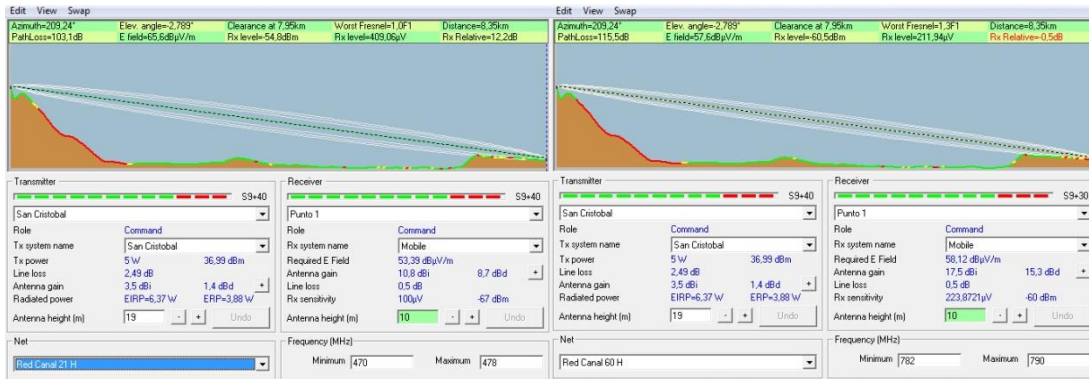 Edit View Swap
Azimuth=209,24° Elev. angle=-2,789° Clearance at 7,95km Worst Fresnel=1,0F1 Distance=8,35km
PathLoss=103,1dB E field=65,6dBµV/m Rx level=-54,8dBm Rx level=409,06µV Rx Relative=12,2dB
Transmitter
S9+40
San Cristobal
Role Command
Tx system name San Cristobal
Tx power 5 W 36,99 dBm
Line loss 2,49 dB
Antenna gain 3,5 dBi 1,4 dBd +
Radiated power EIRP=6,37 W ERP=3,88 W
Antenna height (m) 19 - + Undo
Net
Red Canal 21 H
Receiver
S9+40
Punto 1
Role Command
Rx system name Mobile
Required E Field 53,39 dBµV/m
Antenna gain 10,8 dBi 8,7 dBd +
Line loss 0,5 dB
Rx sensitivity 100µV -67 dBm
Antenna height (m) 10 - + Undo
Frequency (MHz)
Minimum 470 Maximum 478
Edit View Swap
Azimuth=209,24° Elev. angle=-2,789° Clearance at 7,95km Worst Fresnel=1,3F1 Distance=8,35km
PathLoss=115,5dB E field=57,6dBµV/m Rx level=-60,5dBm Rx level=211,94µV Rx Relative=-0,5dB
Transmitter
S9+40
San Cristobal
Role Command
Tx system name San Cristobal
Tx power 5 W 36,99 dBm
Line loss 2,49 dB
Antenna gain 3,5 dBi 1,4 dBd +
Radiated power EIRP=6,37 W ERP=3,88 W
Antenna height (m) 19 - + Undo
Net
Red Canal 60 H
Receiver
S9+30
Punto 1
Role Command
Rx system name Mobile
Required E Field 58,12 dBµV/m
Antenna gain 17,5 dBi 15,3 dBd +
Line loss 0,5 dB
Rx sensitivity 223,8721µV -60 dBm
Antenna height (m) 10 - + Undo
Frequency (MHz)
Minimum 782 Maximum 790